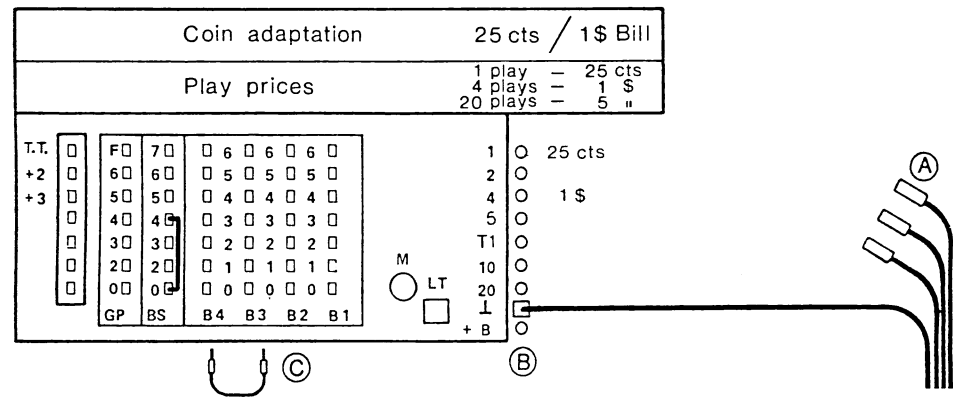 Coin adaptation 25 cts / 1 $ Bill
Play prices
1 play – 25 cts
4 plays – 1 $
20 plays – 5 "
T.T. F 7 6 6 6 1 25 cts A
+2 6 6 5 5 5 2
+3 5 5 4 4 4 4 1 $
4 4 3 3 3 5
3 3 2 2 2 T1
2 2 1 1 1 M 10
0 0 0 0 0 LT 20
GP BS B4 B3 B2 B1 ⊥
+ B
C B